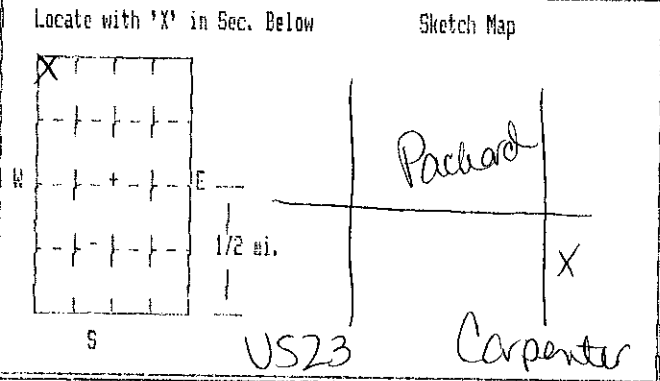 Locate with 'X' in Sec. Below
Sketch Map
X
Packard
W
+
E
1/2 mi.
X
S
US23
Carpenter